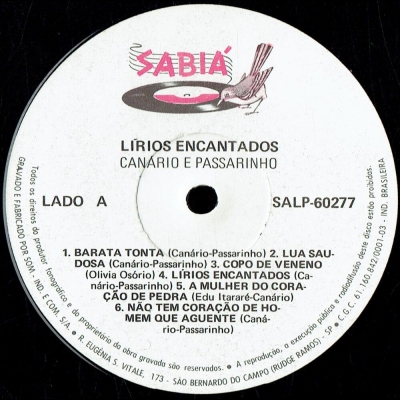 SABIÁ
LÍRIOS ENCANTADOS
CANÁRIO E PASSARINHO
LADO A
SALP-60277
1. BARATA TONTA (Canário-Passarinho) 2. LUA SAU-
DOSA (Canário-Passarinho) 3. COPO DE VENENO
(Olivia Osório) 4. LÍRIOS ENCANTADOS (Ca-
nário-Passarinho) 5. A MULHER DO CORA-
ÇÃO DE PEDRA (Edu Itararé-Canário)
6. NÃO TEM CORAÇÃO DE HO-
MEM QUE AGUENTE (Caná-
rio-Passarinho)
Todos os direitos do produtor fonográfico e do proprietário da obra gravada são reservados. • A reprodução, a execução pública e radiodifusão deste disco estão proibidas.
GRAVADO E FABRICADO POR SOM - IND. E COM. S/A. • R. EUGÊNIA S. VITALE, 173 - SÃO BERNARDO DO CAMPO (RUDGE RAMOS) - SP • C.G.C. 61.160.842/0001-03 - IND. BRASILEIRA